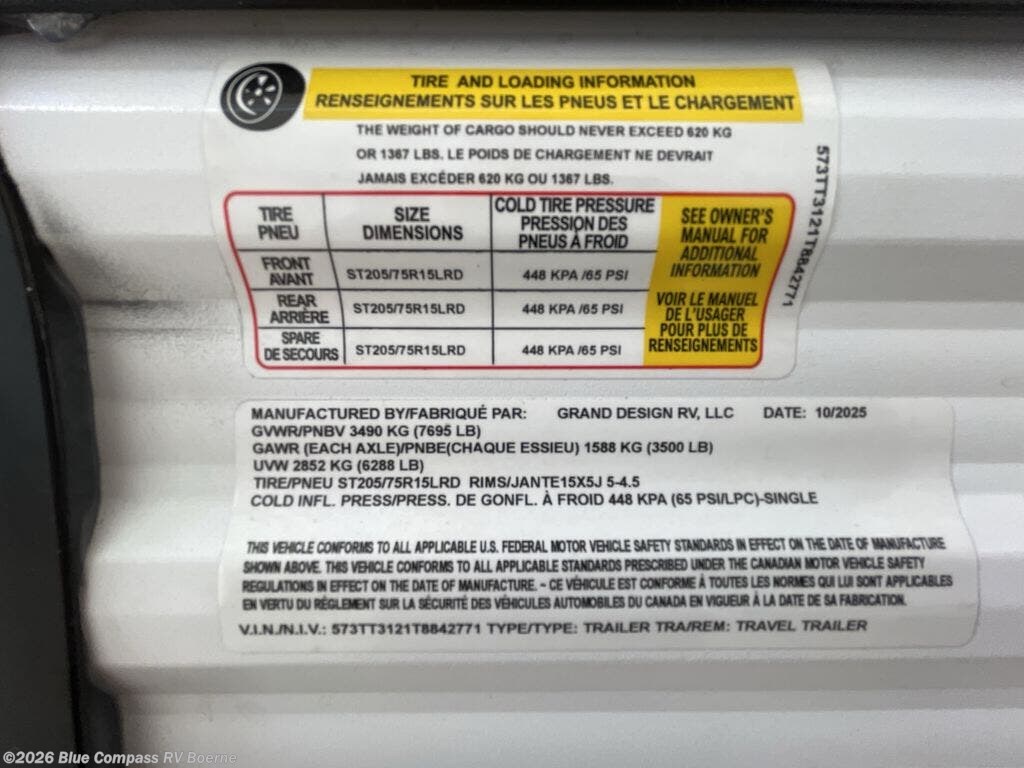 TIRE AND LOADING INFORMATION
RENSEIGNEMENTS SUR LES PNEUS ET LE CHARGEMENT
THE WEIGHT OF CARGO SHOULD NEVER EXCEED 620 KG
OR 1367 LBS. LE POIDS DE CHARGEMENT NE DEVRAIT
JAMAIS EXCÉDER 620 KG OU 1367 LBS.
TIRE
PNEU
SIZE
DIMENSIONS
COLD TIRE PRESSURE
PRESSION DES
PNEUS À FROID
SEE OWNER'S
MANUAL FOR
ADDITIONAL
INFORMATION
FRONT
AVANT
ST205/75R15LRD
448 KPA /65 PSI
REAR
ARRIÈRE
ST205/75R15LRD
448 KPA /65 PSI
VOIR LE MANUEL
DE L'USAGER
POUR PLUS DE
RENSEIGNEMENTS
SPARE
DE SECOURS
ST205/75R15LRD
448 KPA /65 PSI
573TT3121T8842771
MANUFACTURED BY/FABRIQUÉ PAR: GRAND DESIGN RV, LLC DATE: 10/2025
GVWR/PNBV 3490 KG (7695 LB)
GAWR (EACH AXLE)/PNBE(CHAQUE ESSIEU) 1588 KG (3500 LB)
UVW 2852 KG (6288 LB)
TIRE/PNEU ST205/75R15LRD RIMS/JANTE15X5J 5-4.5
COLD INFL. PRESS/PRESS. DE GONFL. À FROID 448 KPA (65 PSI/LPC)-SINGLE
THIS VEHICLE CONFORMS TO ALL APPLICABLE U.S. FEDERAL MOTOR VEHICLE SAFETY STANDARDS IN EFFECT ON THE DATE OF MANUFACTURE
SHOWN ABOVE. THIS VEHICLE CONFORMS TO ALL APPLICABLE STANDARDS PRESCRIBED UNDER THE CANADIAN MOTOR VEHICLE SAFETY
REGULATIONS IN EFFECT ON THE DATE OF MANUFACTURE. - CE VÉHICULE EST CONFORME À TOUTES LES NORMES QUI LUI SONT APPLICABLES
EN VERTU DU RÉGLEMENT SUR LA SÉCURITÉ DES VÉHICULES AUTOMOBILES DU CANADA EN VIGUEUR À LA DATE DE SA FABRICATION.
V.I.N./N.I.V.: 573TT3121T8842771 TYPE/TYPE: TRAILER TRA/REM: TRAVEL TRAILER
©2026 Blue Compass RV Boerne